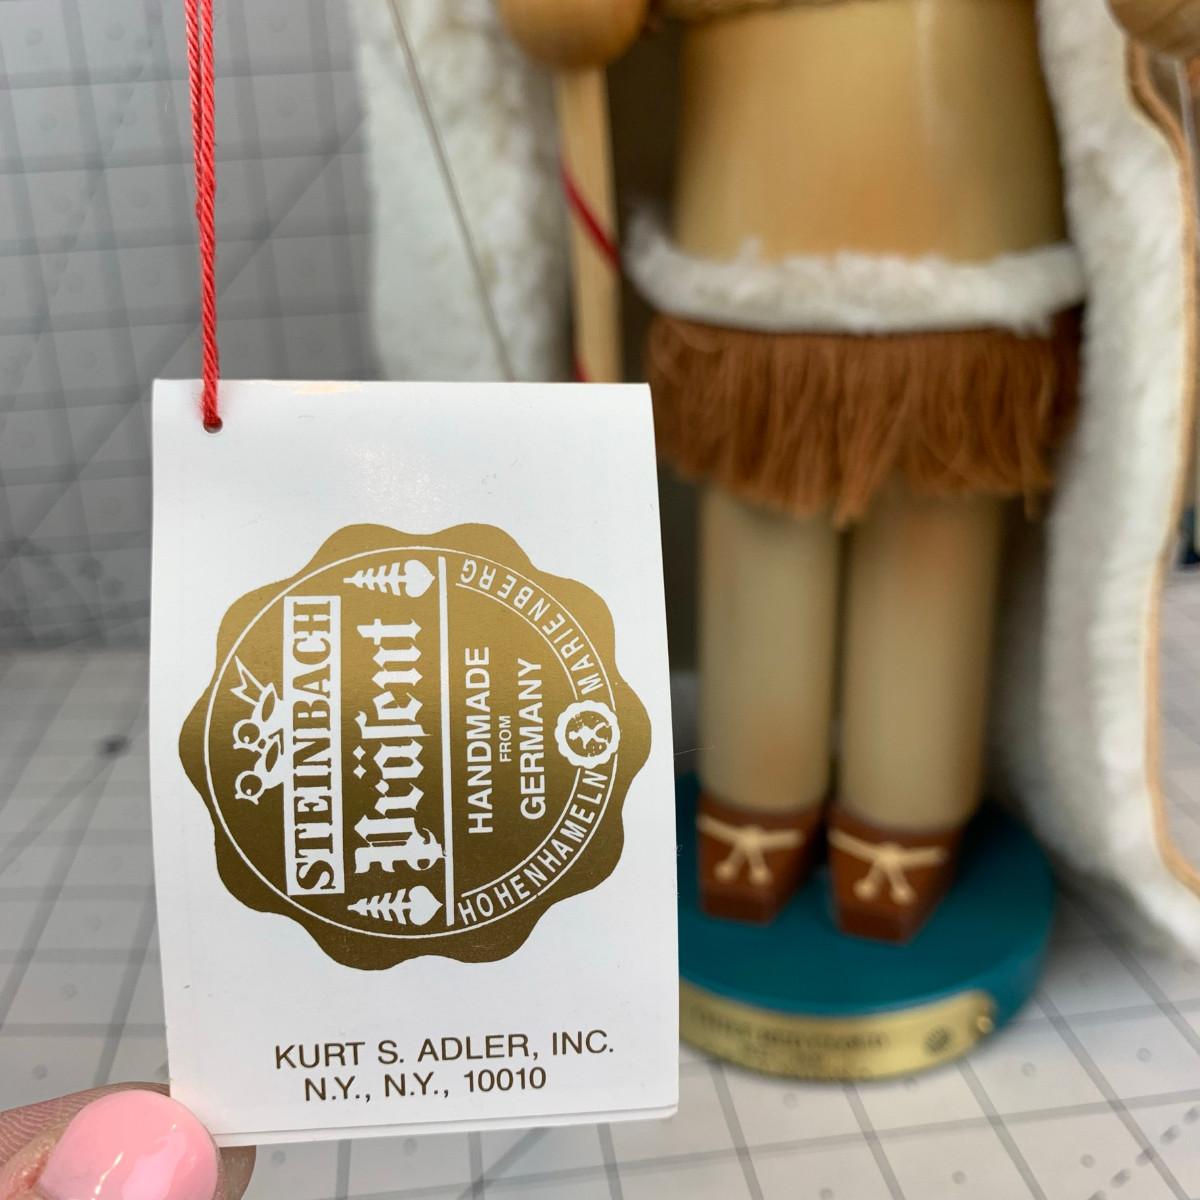 STEINBACH
Präsent
HANDMADE
FROM
GERMANY
HOHENHAMELN
MARIENBERG
KURT S. ADLER, INC.
N.Y., N.Y., 10010